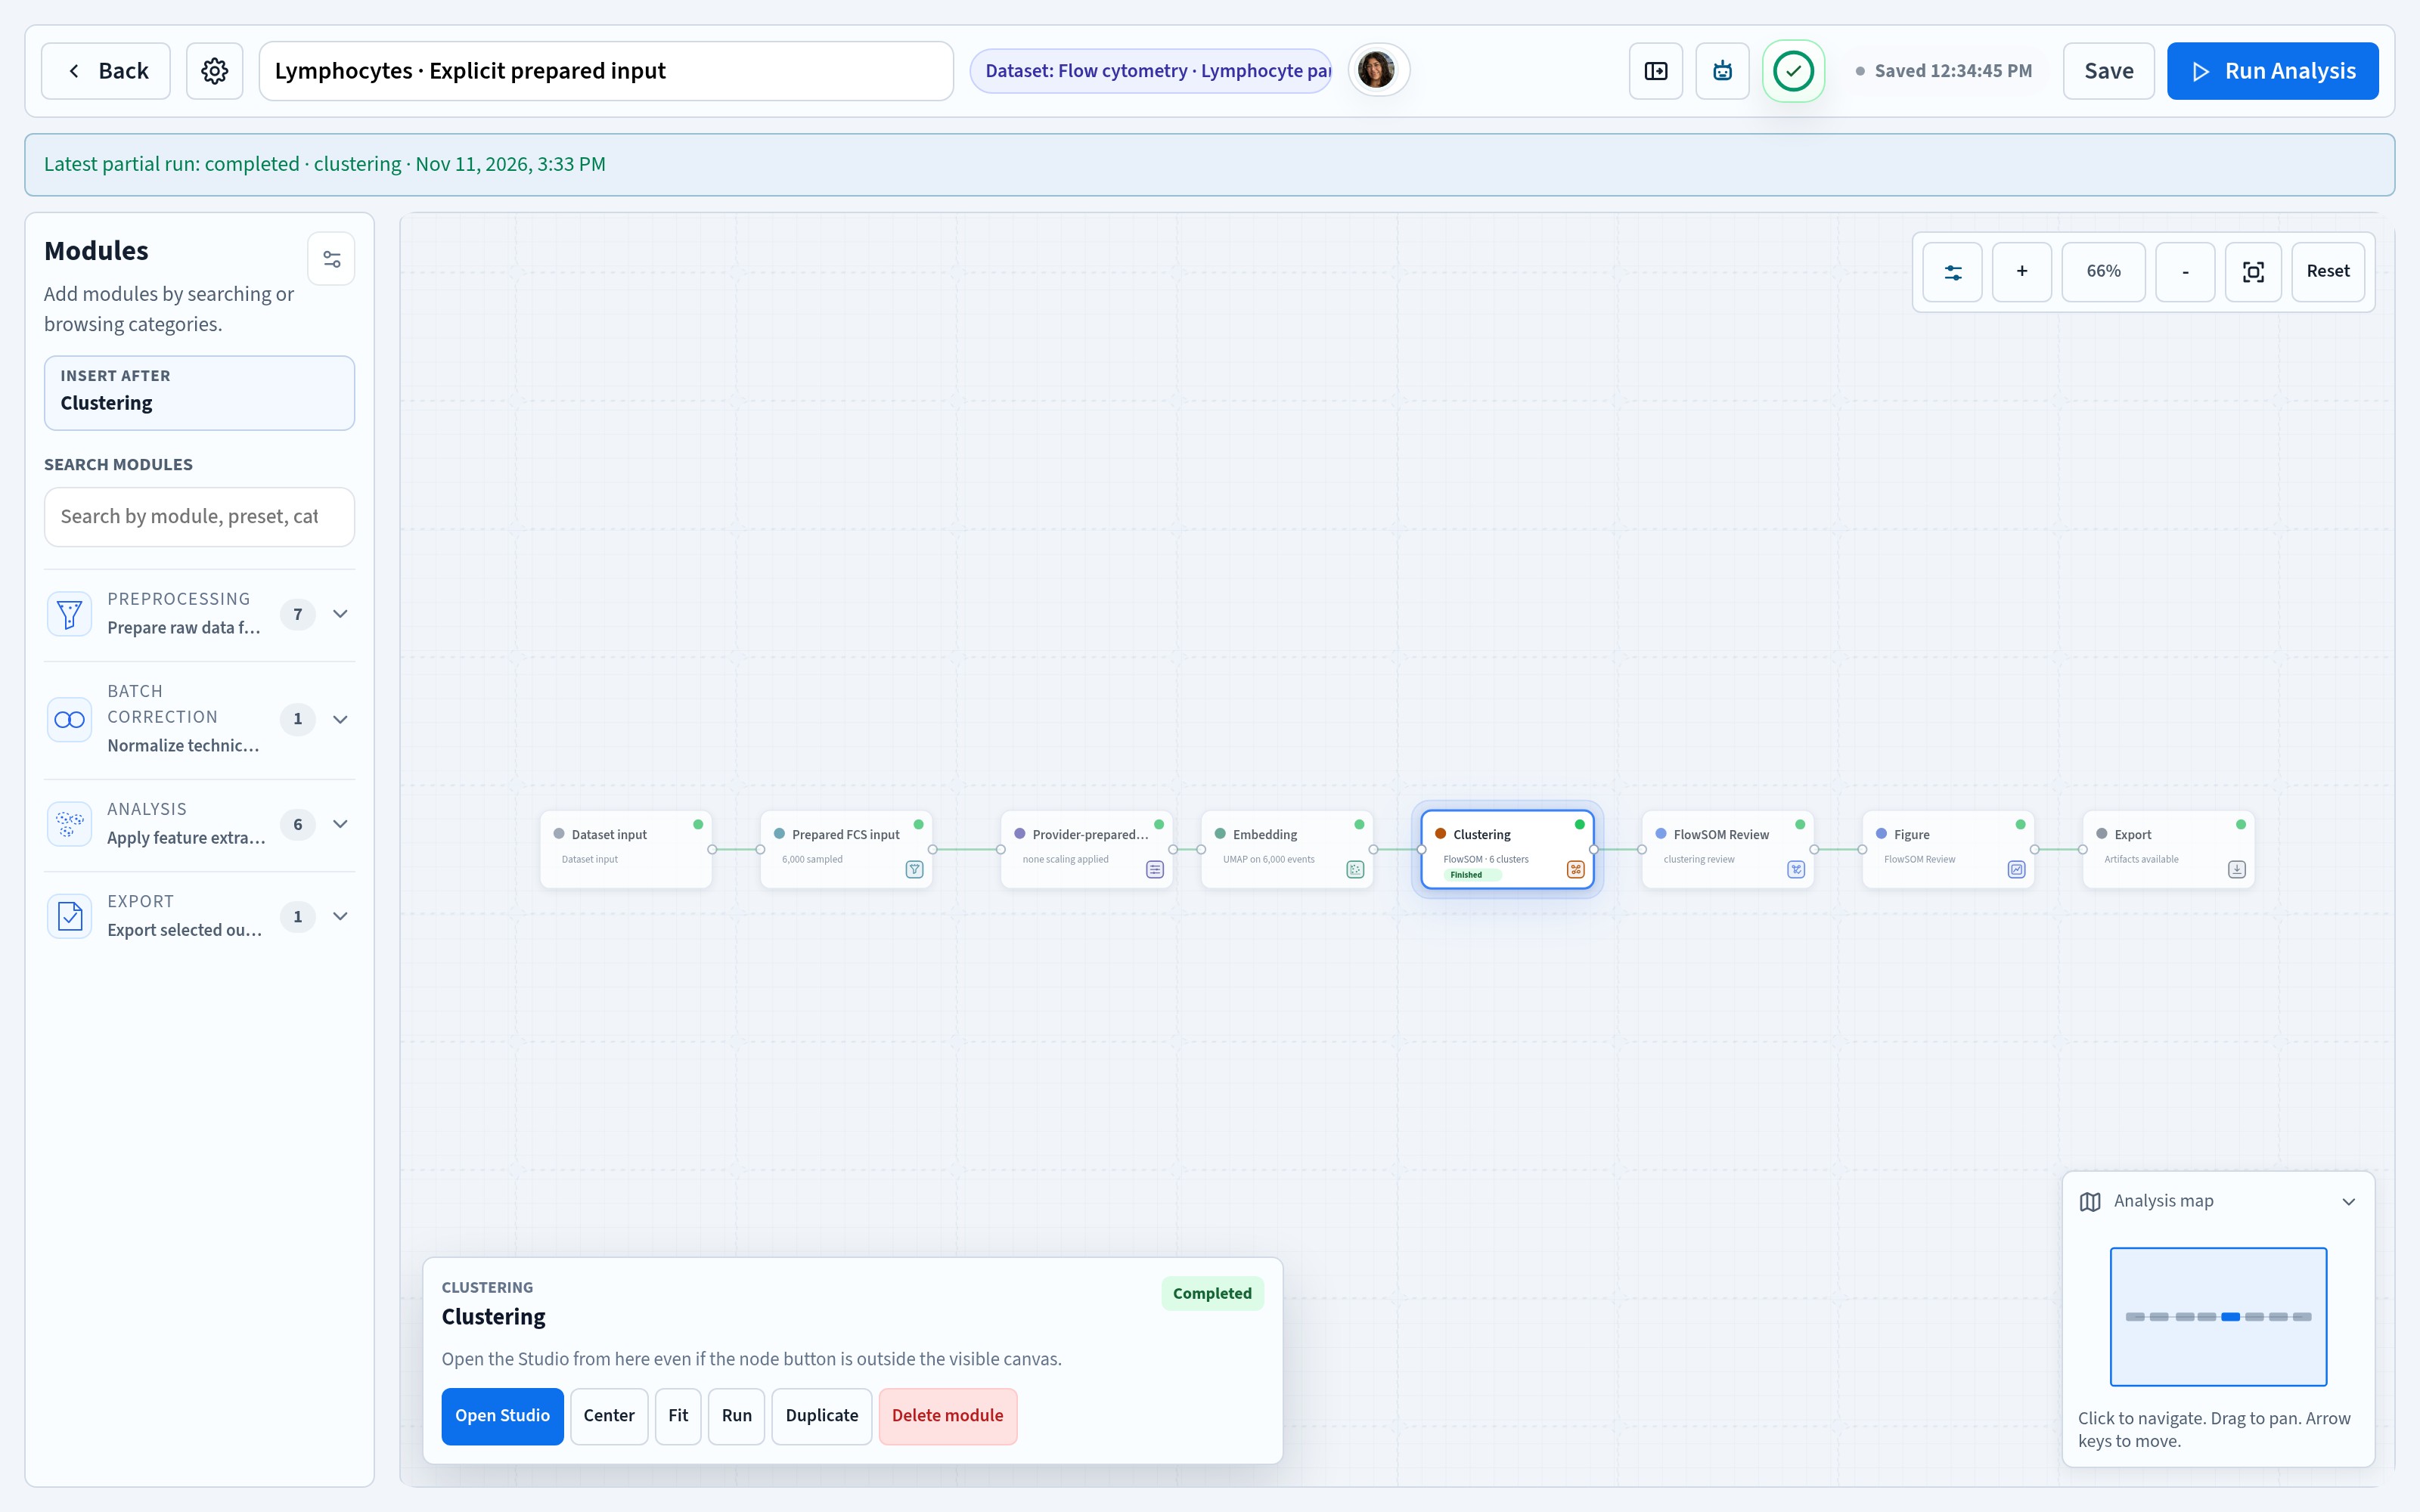 Back
Lymphocytes · Explicit prepared input
Dataset: Flow cytometry · Lymphocyte
Saved 12:34:45 PM
Save
Run Analysis
Latest partial run: completed · clustering · Nov 11, 2026, 3:33 PM
Modules
Add modules by searching or
browsing categories.
INSERT AFTER
Clustering
SEARCH MODULES
Search by module, preset, cat
PREPROCESSING
Prepare raw data f...
7
BATCH
CORRECTION
Normalize technic...
1
ANALYSIS
Apply feature extra...
6
EXPORT
Export selected ou...
1
+
66%
-
Reset
Dataset input
Dataset input
Prepared FCS input
6,000 sampled
Provider-prepared...
none scaling applied
Embedding
UMAP on 6,000 events
Clustering
FlowSOM · 6 clusters
Finished
FlowSOM Review
clustering review
Figure
FlowSOM Review
Export
Artifacts available
CLUSTERING
Clustering
Completed
Open the Studio from here even if the node button is outside the visible canvas.
Open Studio
Center
Fit
Run
Duplicate
Delete module
Analysis map
Click to navigate. Drag to pan. Arrow
keys to move.